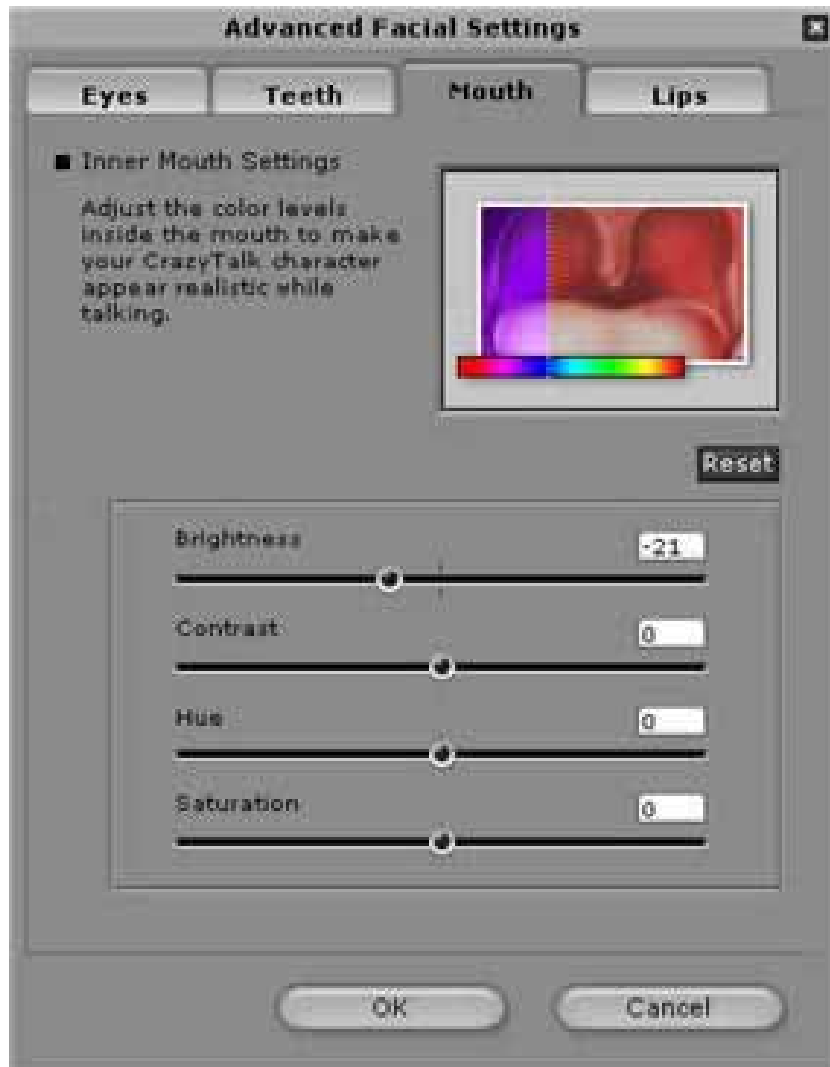 Advanced Facial Settings
Eyes
Teeth
Mouth
Lips
Inner Mouth Settings
Adjust the color levels
inside the mouth to make
your CrazyTalk character
appear realistic while
talking.
Reset
Brightness
-21
Contrast
0
Hue
0
Saturation
0
OK
Cancel